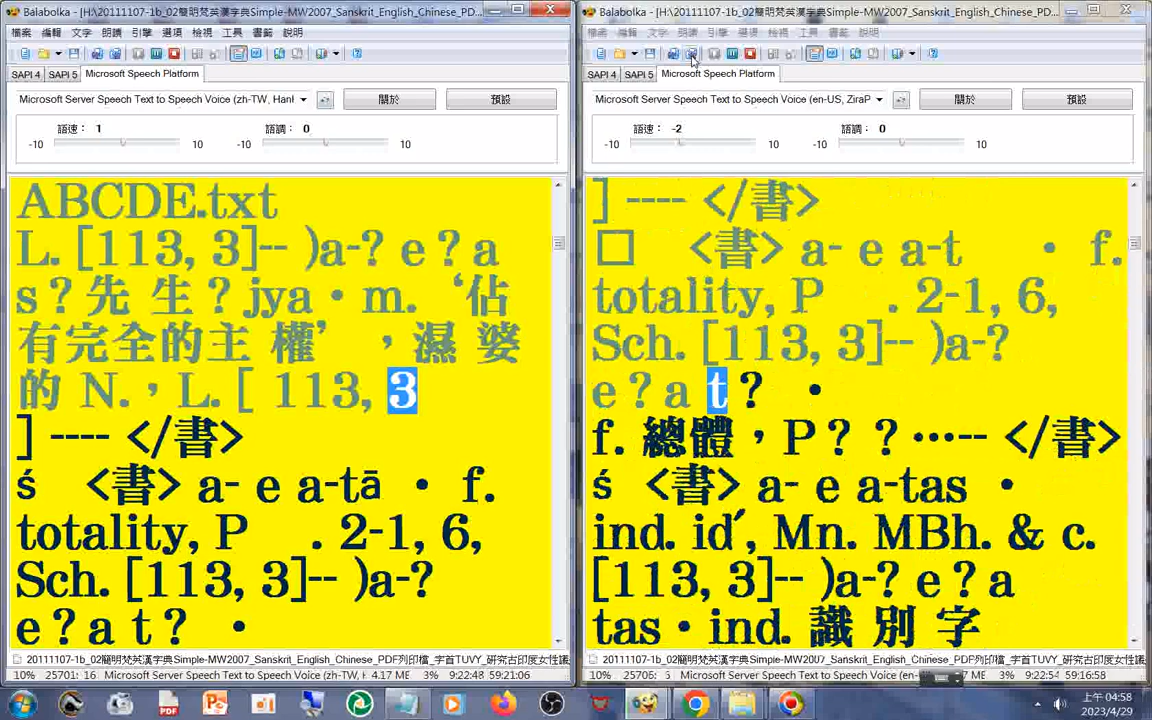 Balabolka - [H:\20111107-1b_02簡明梵英漢字典Simple-MW2007_Sanskrit_English_Chinese_PD...
檔案 編輯 文字 朗讀 引擎 選項 檢視 工具 書籤 說明
SAPI 4 SAPI 5 Microsoft Speech Platform
Microsoft Server Speech Text to Speech Voice (zh-TW, Hanl
關於 預設
語速： 1 語調： 0
-10 10 -10 10
ABCDE.txt
L. [113, 3]-- )a-? e？a
s？先 生？jya‧m.‘佔
有完全的主 權’，濕 婆
的 N.，L. [ 113, 3
] ---- </書>
ś <書> a- e a-tā ‧ f.
totality, P . 2-1, 6,
Sch. [113, 3]-- )a-?
e？a t？ ‧
20111107-1b_02簡明梵英漢字典Simple-MW2007_Sanskrit_English_Chinese_PDF列印檔_字首TUVY_研究古印度女性議
10% 25701: 16 Microsoft Server Speech Text to Speech Voice (zh-TW, H 4.17 ME 3% 9:22:48 59:21:06
Balabolka - [H:\20111107-1b_02簡明梵英漢字典Simple-MW2007_Sanskrit_English_Chinese_PDF...
檔案 編輯 文字 朗讀 引擎 選項 檢視 工具 書籤 說明
SAPI 4 SAPI 5 Microsoft Speech Platform
Microsoft Server Speech Text to Speech Voice (en-US, ZiraP
關於 預設
語速： -2 語調： 0
-10 10 -10 10
] ---- </書>
□ <書> a- e a-t ‧ f.
totality, P . 2-1, 6,
Sch. [113, 3]-- )a-?
e？a t？ ‧
f. 總體，P？？…-- </書>
ś <書> a- e a-tas ‧
ind. id´, Mn. MBh. & c.
[113, 3]-- )a-? e？a
tas‧ind. 識 別 字
20111107-1b_02簡明梵英漢字典Simple-MW2007_Sanskrit_English_Chinese_PDF列印檔_字首TUVY_研究古印度女性議
10% 25705: Microsoft Server Speech Text to Speech Voice 3% 9:22:54 59:16:58
上午 04:58
2023/4/29